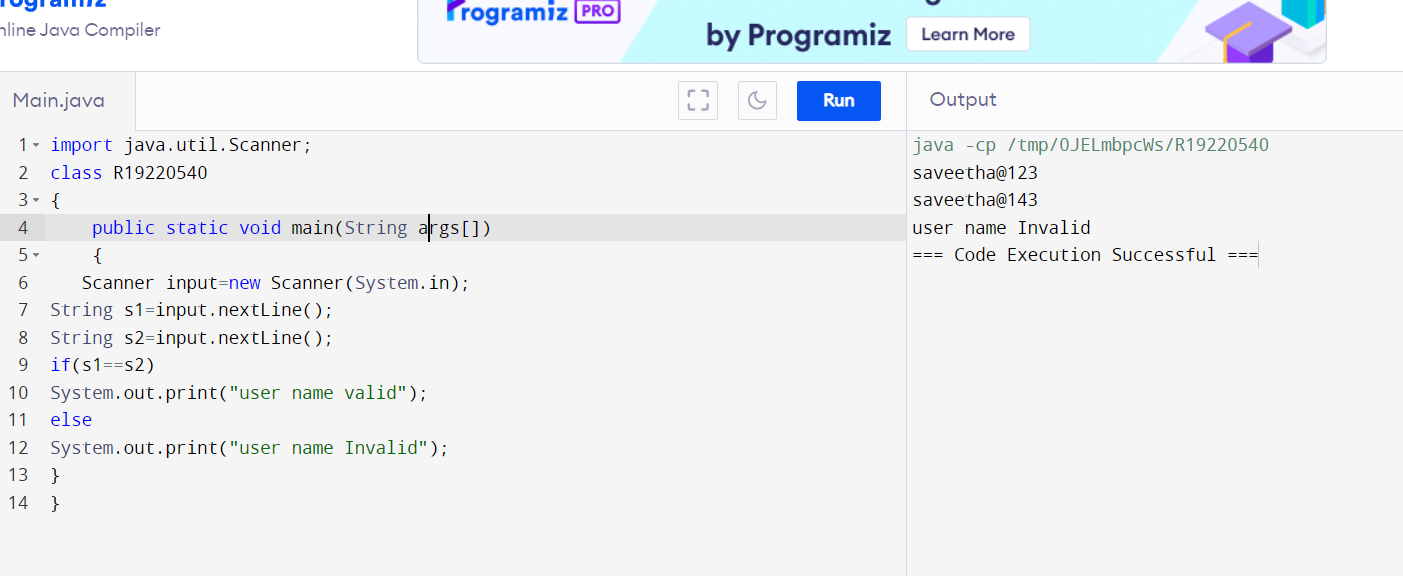 rogramiz
nline Java Compiler
Programiz PRO
by Programiz
Learn More
Main.java
Run
Output
1 import java.util.Scanner;
2 class R19220540
3 {
4 public static void main(String args[])
5 {
6 Scanner input=new Scanner(System.in);
7 String s1=input.nextLine();
8 String s2=input.nextLine();
9 if(s1==s2)
10 System.out.print("user name valid");
11 else
12 System.out.print("user name Invalid");
13 }
14 }
java -cp /tmp/0JELmbpcWs/R19220540
saveetha@123
saveetha@143
user name Invalid
=== Code Execution Successful ===